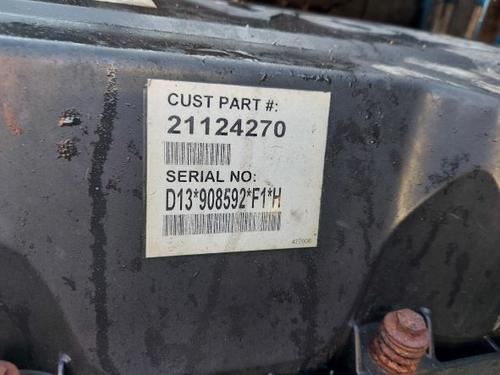 CUST PART #:
21124270
SERIAL NO:
D13*908592*F1*H